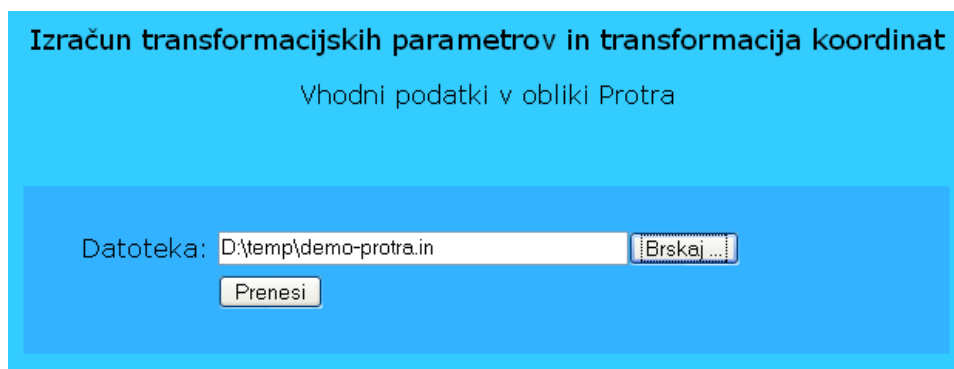 Izračun transformacijskih parametrov in transformacija koordinat
Vhodni podatki v obliki Protra
Datoteka: D:\temp\demo-protra.in Brskaj ...
Prenesi